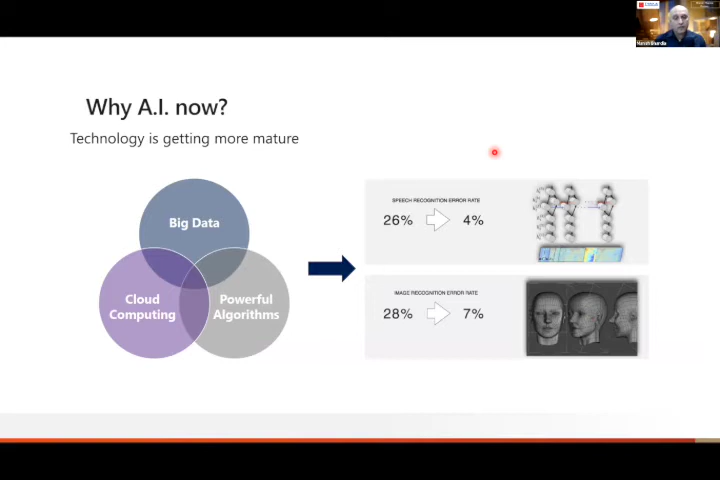 Why A.I. now?
Technology is getting more mature
Big Data
Cloud
Computing
Powerful
Algorithms
SPEECH RECOGNITION ERROR RATE
26%
4%
IMAGE RECOGNITION ERROR RATE
28%
7%